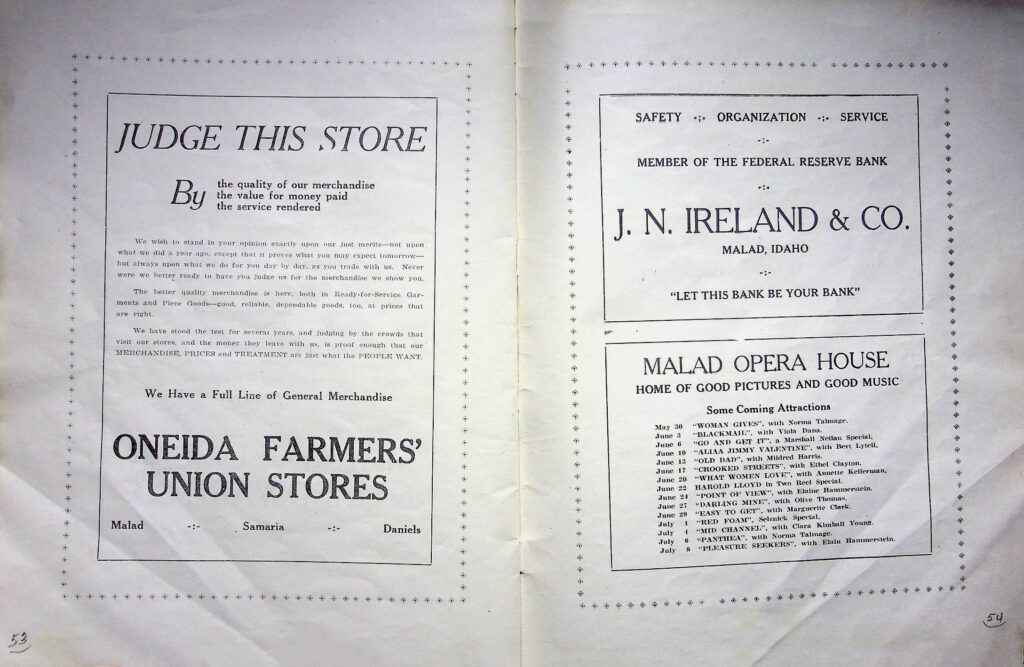 JUDGE THIS STORE
By
the quality of our merchandise
the value for money paid
the service rendered
We wish to stand in your opinion exactly upon our just merits—not upon
what we did a year ago, except that it proves what you may expect tomorrow—
but always upon what we do for you day by day, as you trade with us. Never
were we better ready to have you judge us for the merchandise we show you.
The better quality merchandise is here, both in Ready-for-Service Gar-
ments and Piece Goods—good, reliable, dependable goods, too, at prices that
are right.
We have stood the test for several years, and judging by the crowds that
visit our stores, and the money they leave with us, is proof enough that our
MERCHANDISE, PRICES and TREATMENT are just what the PEOPLE WANT.
We Have a Full Line of General Merchandise
ONEIDA FARMERS'
UNION STORES
Malad -:- Samaria -:- Daniels
53
SAFETY -:- ORGANIZATION -:- SERVICE
-:-
MEMBER OF THE FEDERAL RESERVE BANK
-:-
J. N. IRELAND & CO.
MALAD, IDAHO
-:-
"LET THIS BANK BE YOUR BANK"
MALAD OPERA HOUSE
HOME OF GOOD PICTURES AND GOOD MUSIC
Some Coming Attractions
May 30 "WOMAN GIVES", with Norma Talmage.
June 2 "BLACKMAIL", with Viola Dana.
June 6 "GO AND GET IT", a Marshall Neilan Special.
June 10 "ALIAA JIMMY VALENTINE", with Bert Lytell.
June 13 "OLD DAD", with Mildred Harris.
June 17 "CROOKED STREETS", with Ethel Clayton.
June 20 "WHAT WOMEN LOVE", with Annette Kellerman.
June 22 HAROLD LLOYD in Two Reel Special.
June 24 "POINT OF VIEW", with Elaine Hammerstein.
June 27 "DARLING MINE", with Olive Thomas.
June 29 "EASY TO GET", with Marguerite Clark.
July 1 "RED FOAM", Selznick Special.
July 4 "MID CHANNEL", with Clara Kimball Young.
July 6 "PANTHEA", with Norma Talmage.
July 8 "PLEASURE SEEKERS", with Elain Hammerstein.
54